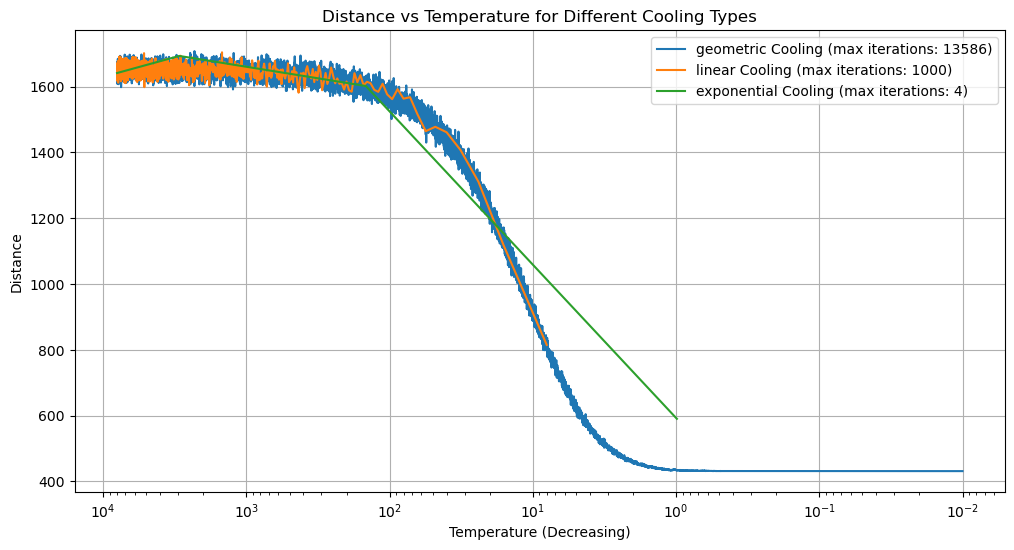 Distance vs Temperature for Different Cooling Types
geometric Cooling (max iterations: 13586)
linear Cooling (max iterations: 1000)
exponential Cooling (max iterations: 4)
Distance
1600
1400
1200
1000
800
600
400
10⁴
10³
10²
10¹
10⁰
10⁻¹
10⁻²
Temperature (Decreasing)